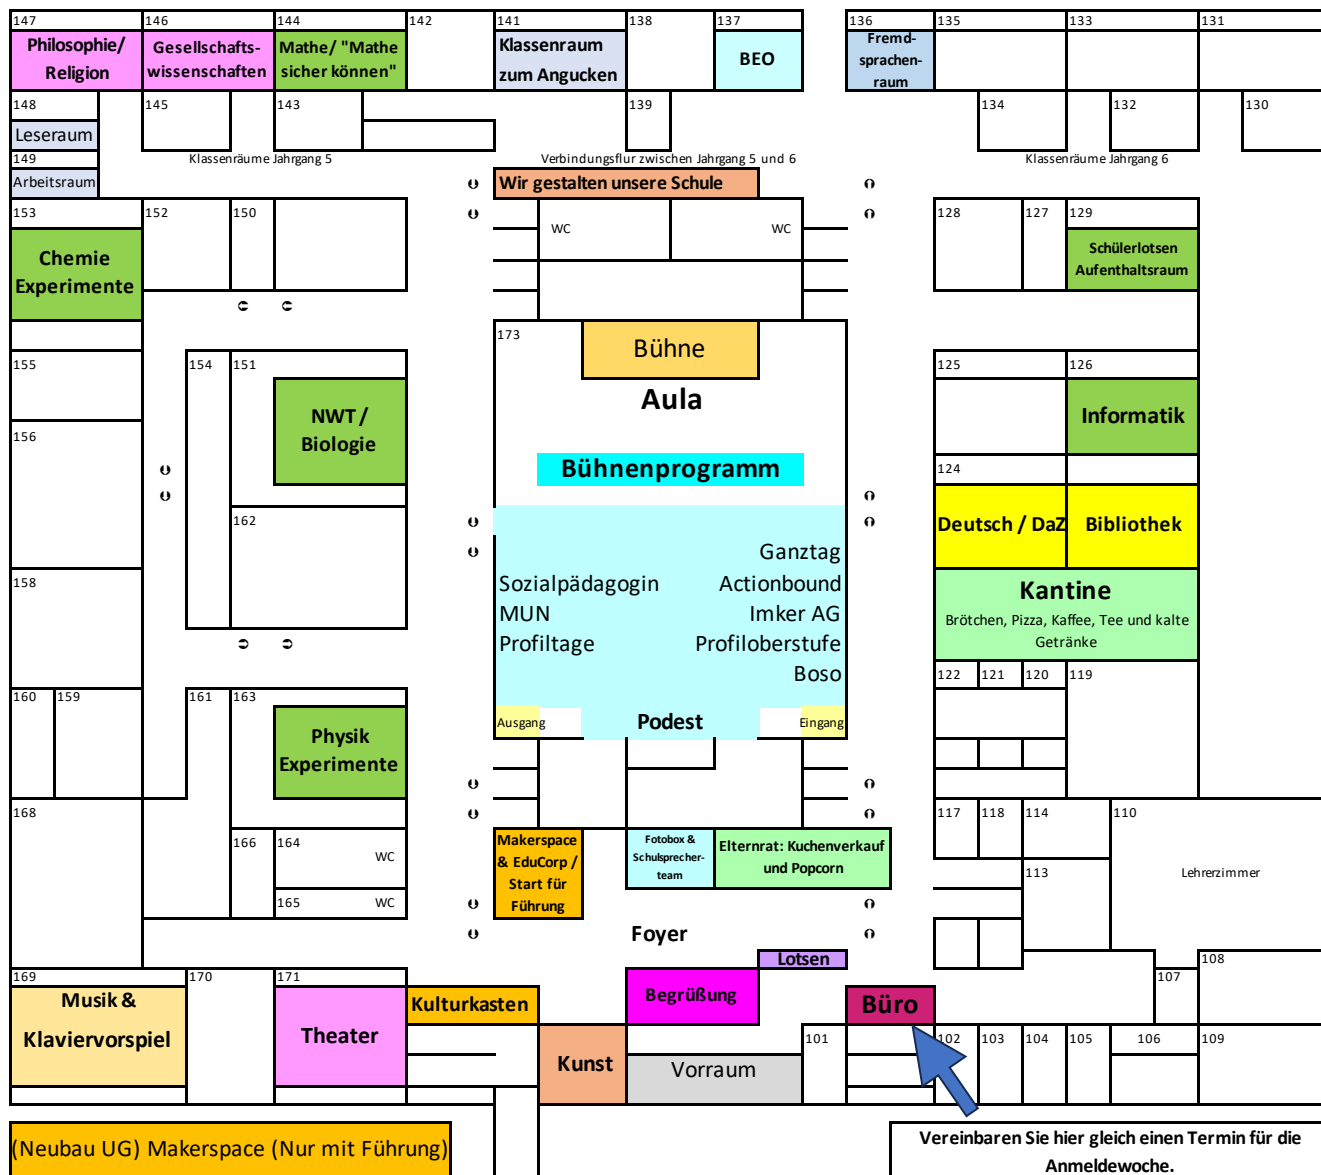 147 146 144 142 141 138 137 136 135 133 131
Philosophie/
Religion
Gesellschafts-
wissenschaften
Mathe/ "Mathe
sicher können"
Klassenraum
zum Angucken
BEO
Fremd-
sprachen-
raum
148 145 143 139 134 132 130
Leseraum
149
Klassenräume Jahrgang 5
Verbindungsflur zwischen Jahrgang 5 und 6
Klassenräume Jahrgang 6
Arbeitsraum
Wir gestalten unsere Schule
153 152 150 128 127 129
WC WC
Chemie
Experimente
Schülerlotsen
Aufenthaltsraum
173
Bühne
155 154 151 125 126
Aula
NWT /
Biologie
Informatik
156
Bühnenprogramm
124
162
Deutsch / DaZ
Bibliothek
Ganztag
Sozialpädagogin
Actionbound
MUN
Imker AG
Profiltage
Profiloberstufe
Boso
158
Kantine
Brötchen, Pizza, Kaffee, Tee und kalte
Getränke
122 121 120 119
160 159 161 163
Ausgang
Podest
Eingang
Physik
Experimente
168
117 118 114 110
166 164
WC
165 WC
Makerspace
& EduCorp /
Start für
Führung
Fotobox &
Schulsprecher-
team
Elternrat: Kuchenverkauf
und Popcorn
113
Lehrerzimmer
Foyer
Lotsen
108
169 170 171
107
Musik &
Klaviervorspiel
Theater
Kulturkasten
Begrüßung
Büro
Kunst
Vorraum
101 102 103 104 105 106 109
(Neubau UG) Makerspace (Nur mit Führung)
Vereinbaren Sie hier gleich einen Termin für die
Anmeldewoche.